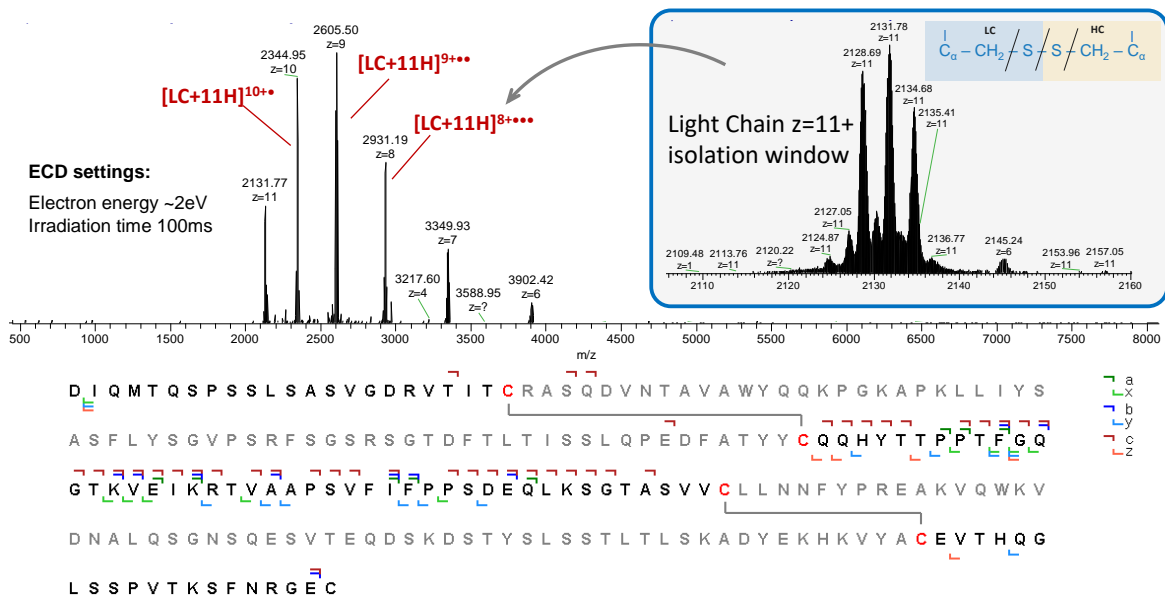 2605.50
z=9
2344.95
z=10
[LC+11H]9+••
[LC+11H]10+•
[LC+11H]8+•••
2931.19
z=8
ECD settings:
Electron energy ~2eV
Irradiation time 100ms
2131.77
z=11
3349.93
z=7
3217.60
z=4
3588.95
z=?
3902.42
z=6
2131.78
z=11
2128.69
z=11
2134.68
z=11
2135.41
z=11
LC HC
Cα – CH2 – S – S – CH2 – Cα
Light Chain z=11+
isolation window
2127.05
z=11
2124.87
z=11
2109.48
z=1
2113.76
z=11
2120.22
z=?
2136.77
z=11
2145.24
z=6
2153.96
z=11
2157.05
z=11
2110 2120 2130 2140 2150 2160
500 1000 1500 2000 2500 3000 3500 4000 4500 5000 5500 6000 6500 7000 7500 8000
m/z
D I Q M T Q S P S S L S A S V G D R V T I T C R A S Q D V N T A V A W Y Q Q K P G K A P K L L I Y S
A S F L Y S G V P S R F S G S R S G T D F T L T I S S L Q P E D F A T Y Y C Q Q H Y T T P P T F G Q
G T K V E I K R T V A A P S V F I F P P S D E Q L K S G T A S V V C L L N N F Y P R E A K V Q W K V
D N A L Q S G N S Q E S V T E Q D S K D S T Y S L S S T L T L S K A D Y E K H K V Y A C E V T H Q G
L S S P V T K S F N R G E C
a
x
b
y
c
z